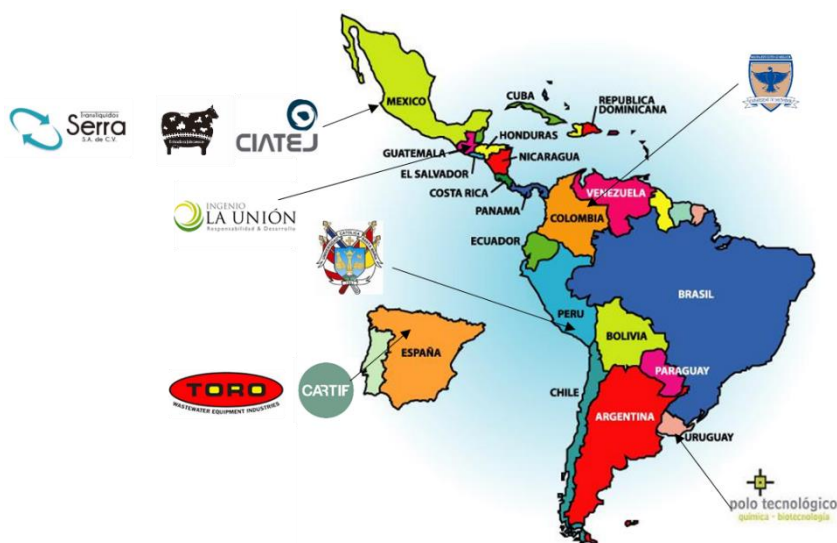 CUBA
MEXICO
REPUBLICA
DOMINICANA
Transliquidos
Serra
S.A. de C.V.
CIATEJ
HONDURAS
GUATEMALA
NICARAGUA
EL SALVADOR
COSTA RICA
VENEZUELA
INGENIO
LA UNIÓN
Responsabilidad & Desarrollo
PANAMA
COLOMBIA
ECUADOR
BRASIL
PERU
BOLIVIA
ESPAÑA
PARAGUAY
TORO
WASTEWATER EQUIPMENT INDUSTRIES
CARTIF
CHILE
ARGENTINA
URUGUAY
polo tecnológico
química - biotecnología